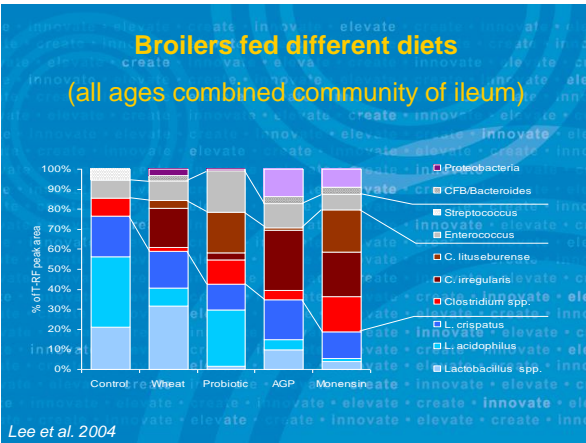 Broilers fed different diets
(all ages combined community of ileum)
100%
90%
80%
70%
60%
50%
40%
30%
20%
10%
0%
% of T-RF peak area
Control
Wheat
Probiotic
AGP
Monensin
Proteobacteria
CFB/Bacteroides
Streptococcus
Enterococcus
C. lituseburense
C. irregularis
Clostridium spp.
L. crispatus
L. acidophilus
Lactobacillus spp.
Lee et al. 2004